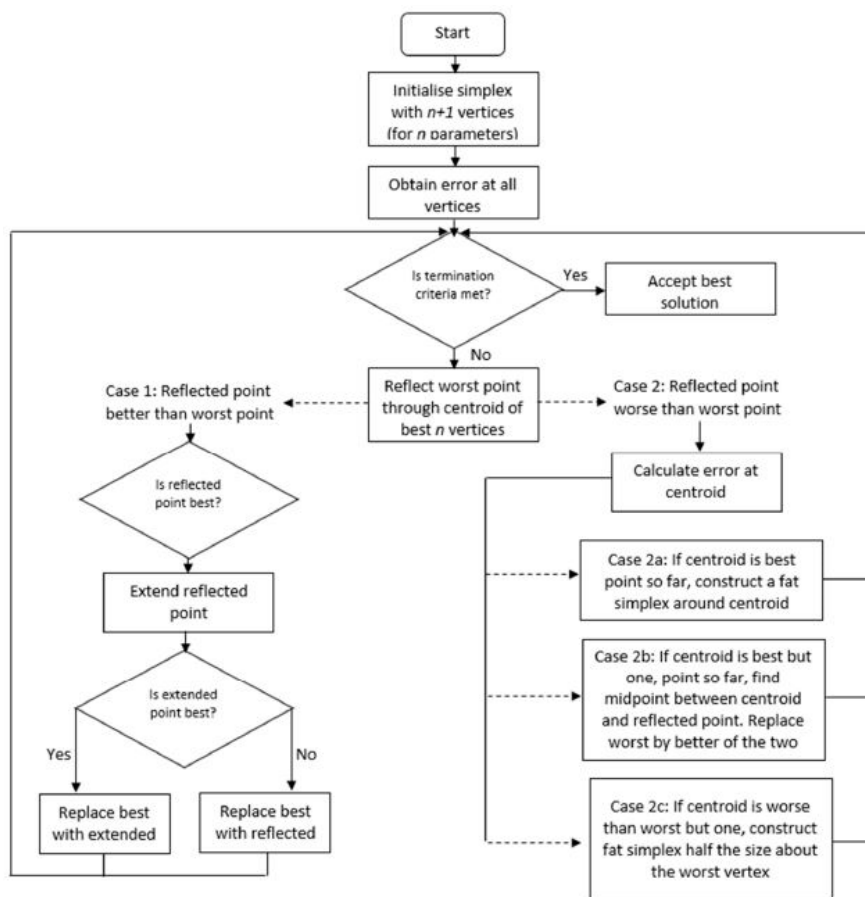 Start
Initialise simplex
with n+1 vertices
(for n parameters)
Obtain error at all
vertices
Is termination
criteria met?
Yes
Accept best
solution
No
Case 1: Reflected point
better than worst point
Reflect worst point
through centroid of
best n vertices
Case 2: Reflected point
worse than worst point
Is reflected
point best?
Calculate error at
centroid
Extend reflected
point
Case 2a: If centroid is best
point so far, construct a fat
simplex around centroid
Is extended
point best?
Case 2b: If centroid is best but
one, point so far, find
midpoint between centroid
and reflected point. Replace
worst by better of the two
Yes
No
Replace best
with extended
Replace best
with reflected
Case 2c: If centroid is worse
than worst but one, construct
fat simplex half the size about
the worst vertex